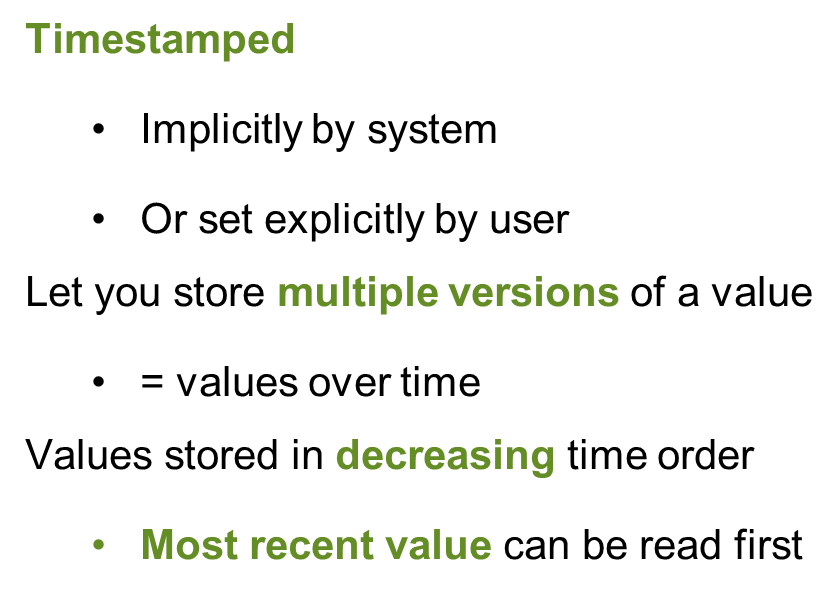 Timestamped
• Implicitly by system
• Or set explicitly by user
Let you store multiple versions of a value
• = values over time
Values stored in decreasing time order
• Most recent value can be read first